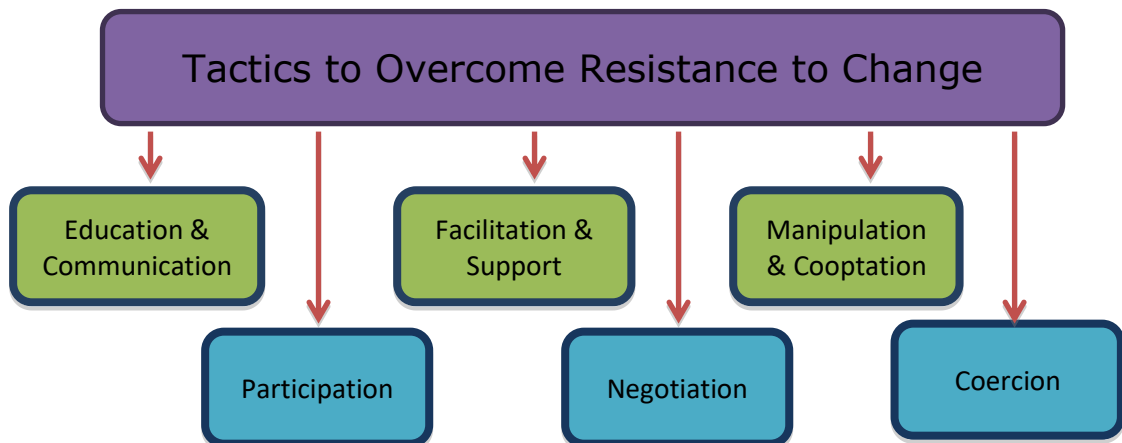 Tactics to Overcome Resistance to Change
Education &
Communication
Facilitation &
Support
Manipulation
& Cooptation
Participation
Negotiation
Coercion